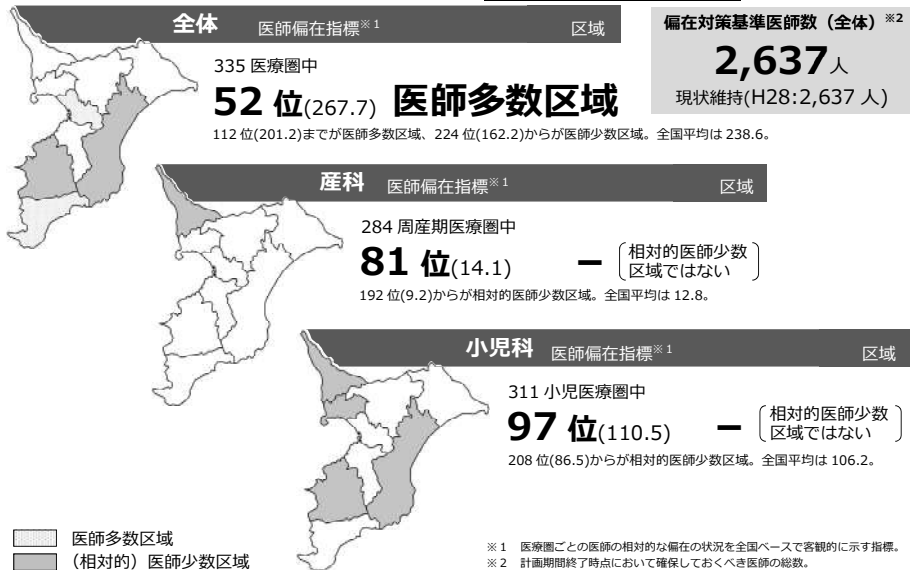 全体 医師偏在指標※1 区域
偏在対策基準医師数（全体）※2
2,637人
現状維持(H28:2,637 人)
335 医療圏中
52 位(267.7) 医師多数区域
112 位(201.2)までが医師多数区域、224 位(162.2)からが医師少数区域。全国平均は 238.6。
産科 医師偏在指標※1 区域
284 周産期医療圏中
81 位(14.1) － 相対的医師少数
区域ではない
192 位(9.2)からが相対的医師少数区域。全国平均は 12.8。
小児科 医師偏在指標※1 区域
311 小児医療圏中
97 位(110.5) － 相対的医師少数
区域ではない
208 位(86.5)からが相対的医師少数区域。全国平均は 106.2。
医師多数区域
（相対的）医師少数区域
※1 医療圏ごとの医師の相対的な偏在の状況を全国ベースで客観的に示す指標。
※2 計画期間終了時点において確保しておくべき医師の総数。